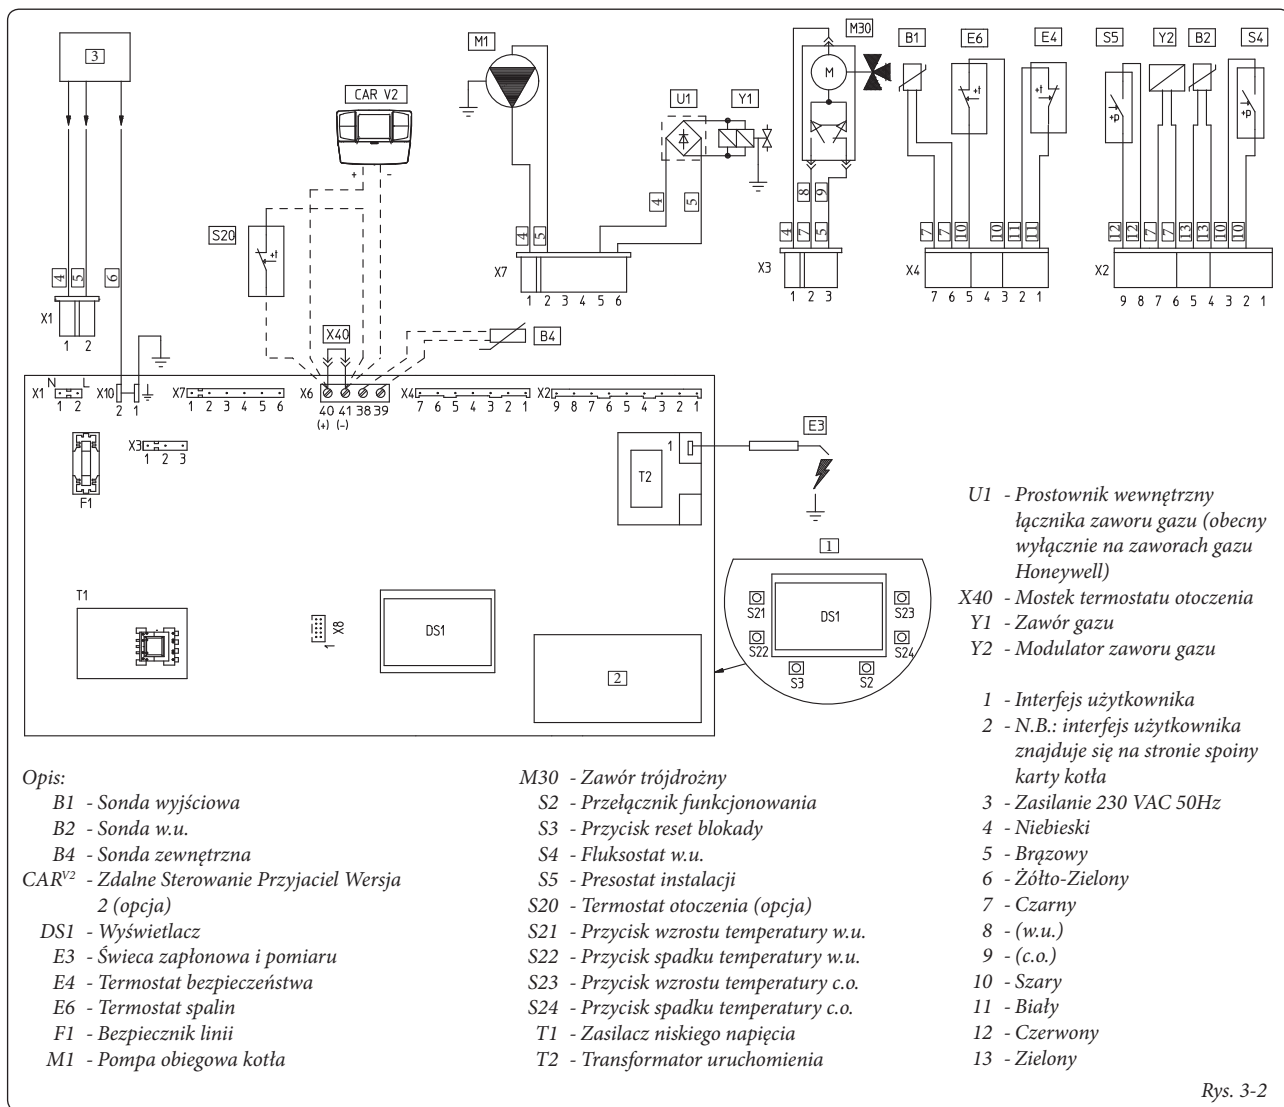 3
CAR V2
M1
U1
Y1
M30
M
B1
E6
E4
S5
Y2
B2
S4
+t
+t
+p
+p
+
-
S20
+t
4
5
6
4
5
4
5
8
9
4
7
5
7
7
10
10
11
11
12
12
7
7
13
13
10
10
X1
1 2
X7
1 2 3 4 5 6
X3
1 2 3
X4
7 6 5 4 3 2 1
X2
9 8 7 6 5 4 3 2 1
X40
B4
X1
N L
1 2
X10
2 1
X7
1 2 3 4 5 6
X6
40 41 38 39
(+) (-)
X4
7 6 5 4 3 2 1
X2
9 8 7 6 5 4 3 2 1
F1
X3
1 2 3
T2
1
E3
T1
1
X8
DS1
2
1
DS1
S21
S22
S23
S24
S3
S2
U1 - Prostownik wewnętrzny
łącznika zaworu gazu (obecny
wyłącznie na zaworach gazu
Honeywell)
X40 - Mostek termostatu otoczenia
Y1 - Zawór gazu
Y2 - Modulator zaworu gazu
1 - Interfejs użytkownika
2 - N.B.: interfejs użytkownika
znajduje się na stronie spoiny
karty kotła
3 - Zasilanie 230 VAC 50Hz
4 - Niebieski
5 - Brązowy
6 - Żółto-Zielony
7 - Czarny
8 - (w.u.)
9 - (c.o.)
10 - Szary
11 - Biały
12 - Czerwony
13 - Zielony
Opis:
B1 - Sonda wyjściowa
B2 - Sonda w.u.
B4 - Sonda zewnętrzna
CARV2 - Zdalne Sterowanie Przyjaciel Wersja
2 (opcja)
DS1 - Wyświetlacz
E3 - Świeca zapłonowa i pomiaru
E4 - Termostat bezpieczeństwa
E6 - Termostat spalin
F1 - Bezpiecznik linii
M1 - Pompa obiegowa kotła
M30 - Zawór trójdrożny
S2 - Przełącznik funkcjonowania
S3 - Przycisk reset blokady
S4 - Fluksostat w.u.
S5 - Presostat instalacji
S20 - Termostat otoczenia (opcja)
S21 - Przycisk wzrostu temperatury w.u.
S22 - Przycisk spadku temperatury w.u.
S23 - Przycisk wzrostu temperatury c.o.
S24 - Przycisk spadku temperatury c.o.
T1 - Zasilacz niskiego napięcia
T2 - Transformator uruchomienia
Rys. 3-2